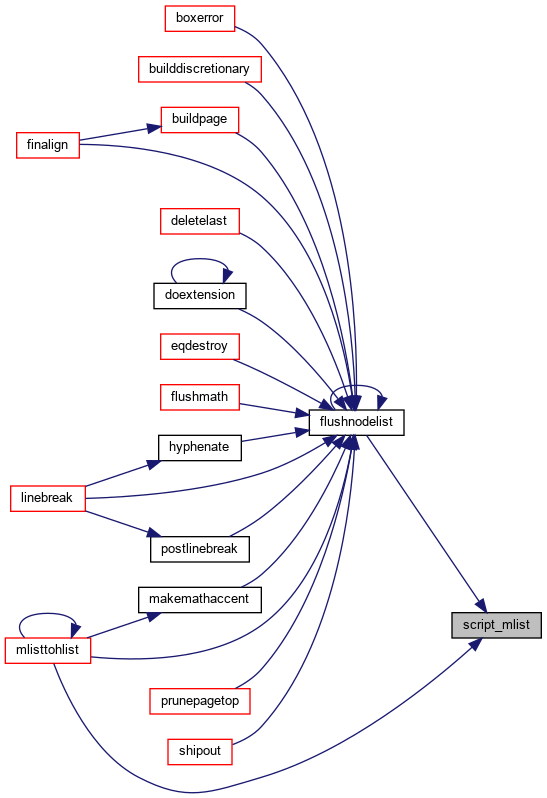 boxerror
builddiscretionary
buildpage
finalign
deletelast
doextension
eqdestroy
flushmath
flushnodelist
hyphenate
linebreak
postlinebreak
makemathaccent
script_mlist
mlisttohlist
prunepagetop
shipout